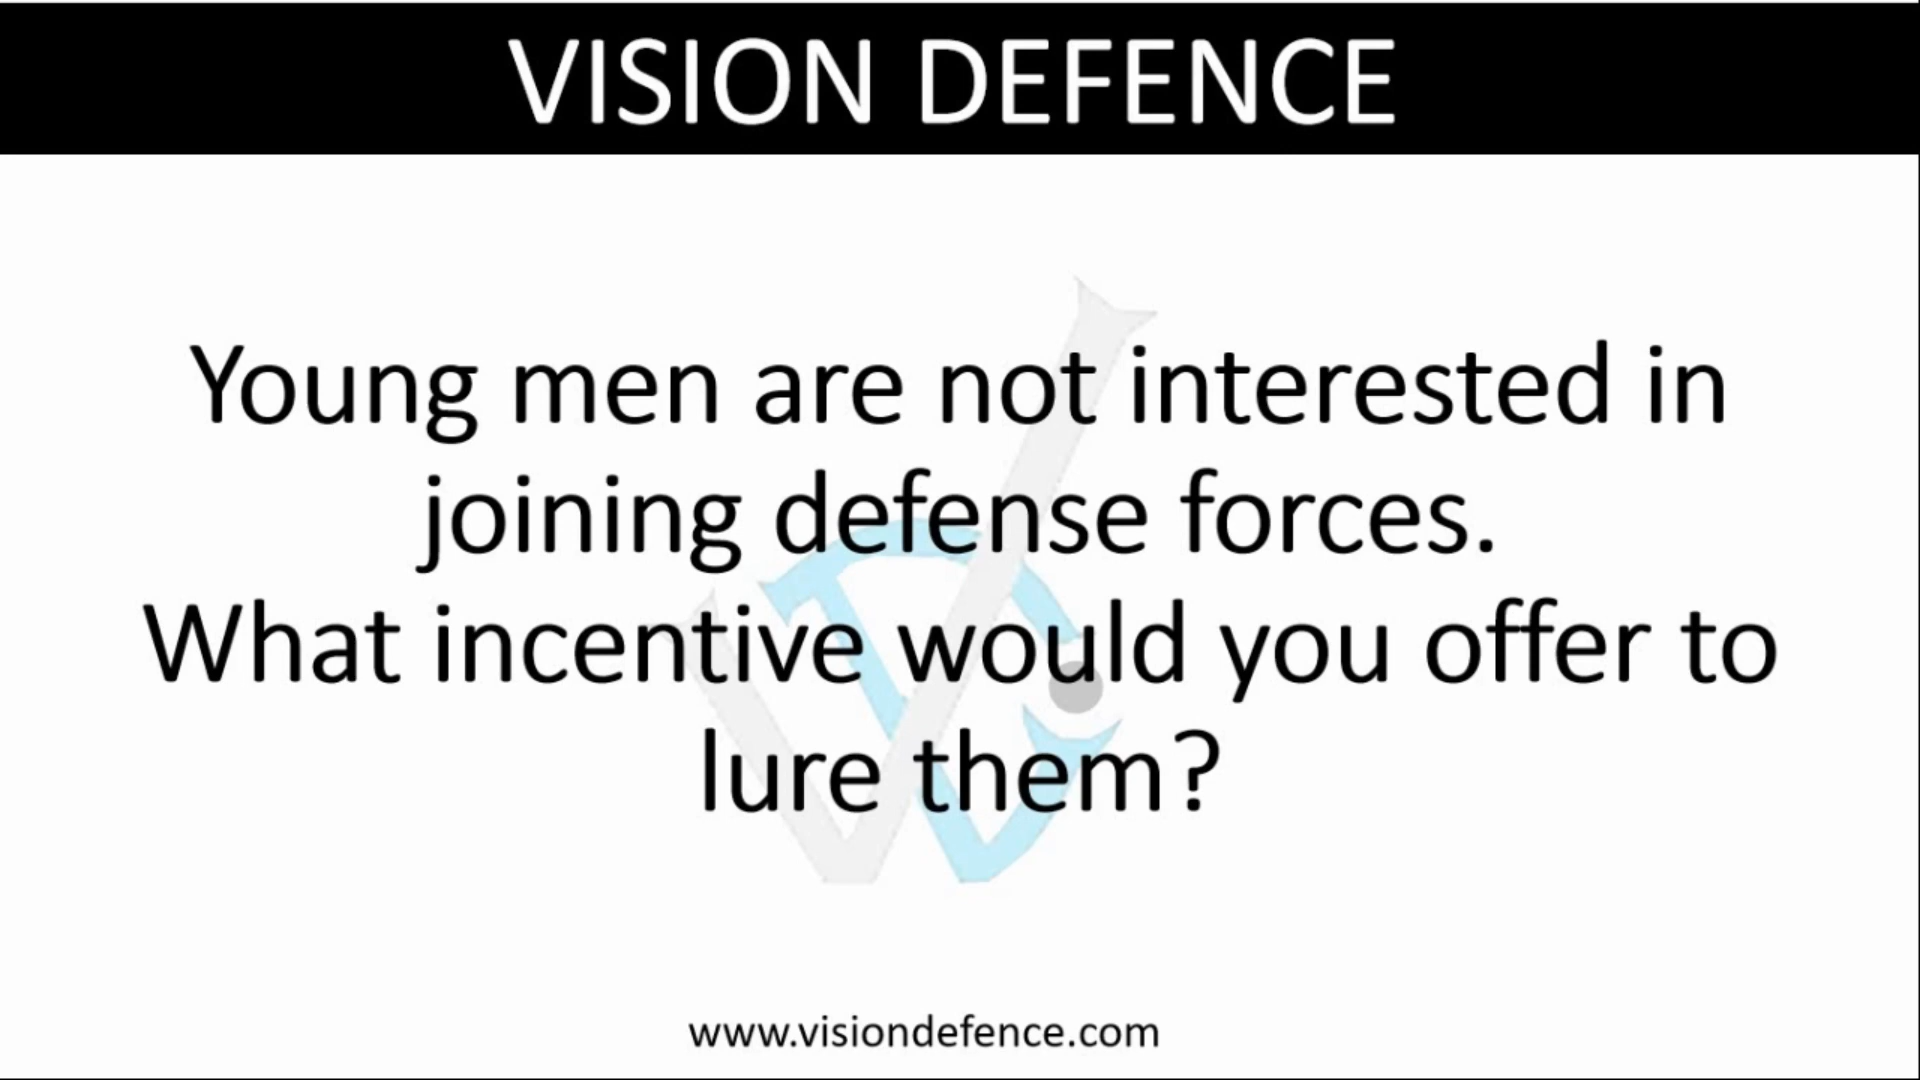 VISION DEFENCE
Young men are not interested in
joining defense forces.
What incentive would you offer to
lure them?
www.visiondefence.com